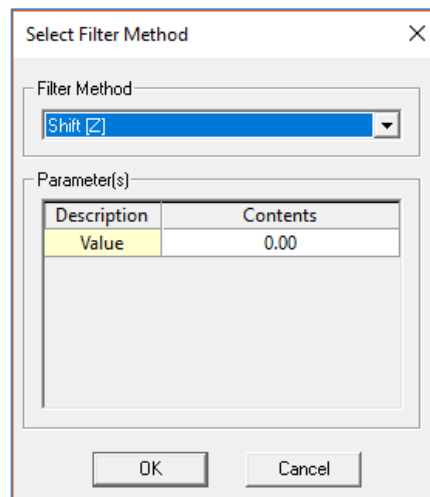 Select Filter Method
Filter Method
Shift [Z]
Parameter(s)
Description Contents
Value 0.00
OK Cancel